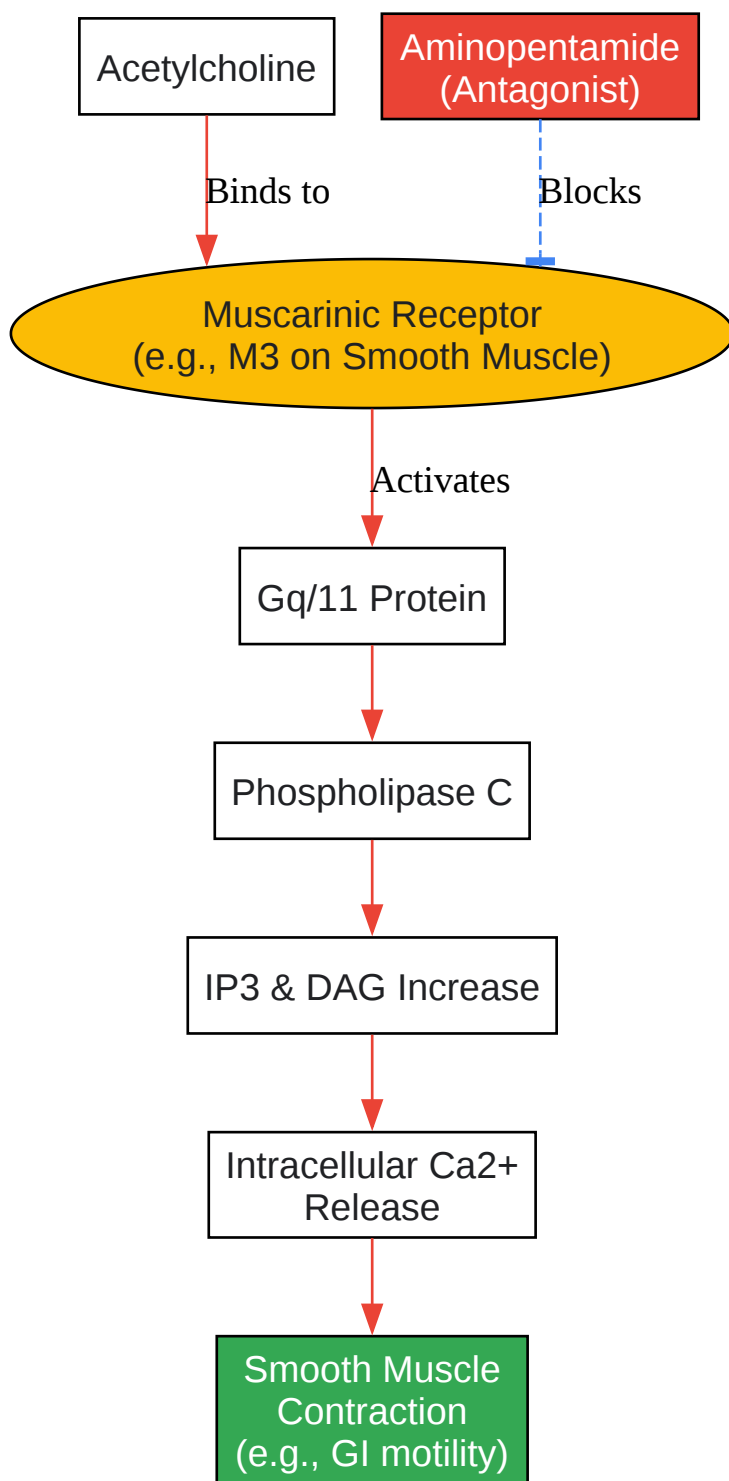 Acetylcholine
Aminopentamide
(Antagonist)
Binds to
Blocks
Muscarinic Receptor
(e.g., M3 on Smooth Muscle)
Activates
Gq/11 Protein
Phospholipase C
IP3 & DAG Increase
Intracellular Ca2+
Release
Smooth Muscle
Contraction
(e.g., GI motility)